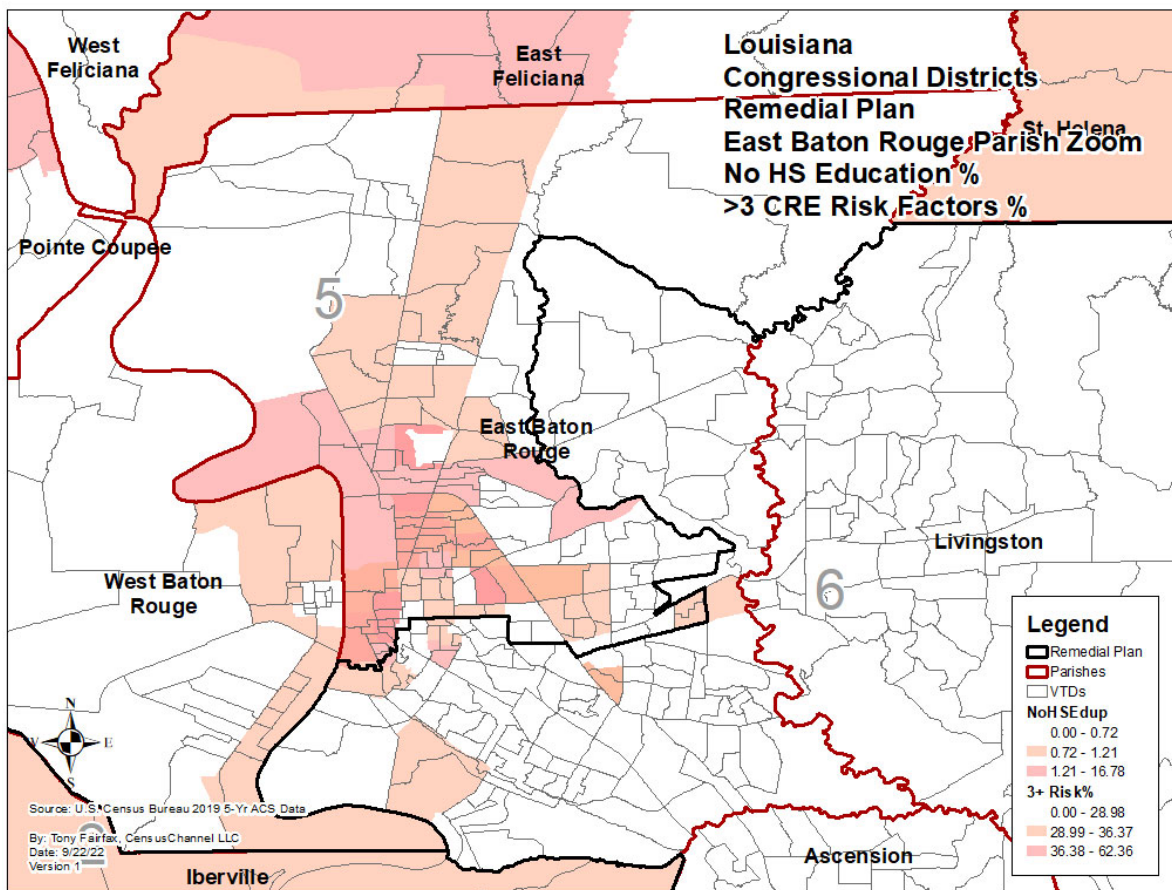 West
Feliciana
East
Feliciana
Louisiana
Congressional Districts
Remedial Plan
East Baton Rouge Parish Zoom
No HS Education %
>3 CRE Risk Factors %
St. Helena
Pointe Coupee
5
East Baton
Rouge
Livingston
West Baton
Rouge
6
Legend
Remedial Plan
Parishes
VTDs
NoHSEdup
0.00 - 0.72
0.72 - 1.21
1.21 - 16.78
3+ Risk%
0.00 - 28.98
28.99 - 36.37
36.38 - 62.36
N
W
E
S
Source: U.S. Census Bureau 2019 5-Yr ACS Data
By: Tony Fairfax, CensusChannel LLC
Date: 9/22/22
Version 1
2
Iberville
Ascension